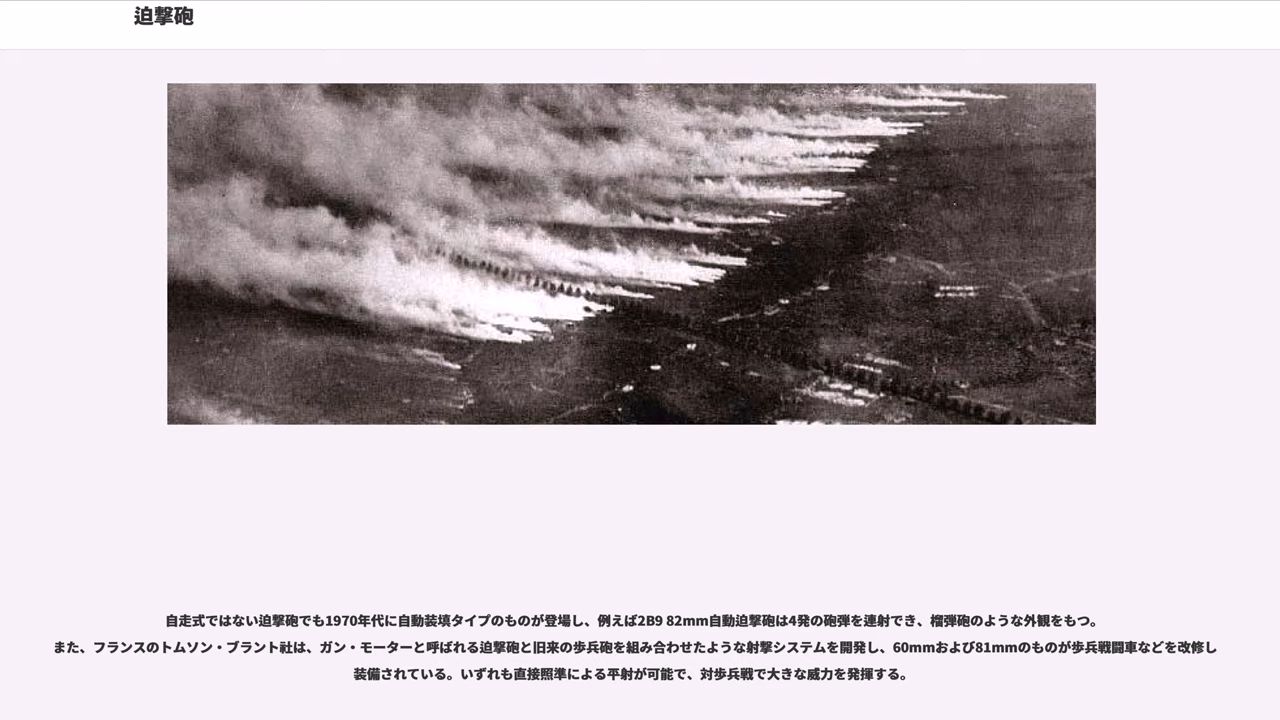 迫撃砲
自走式ではない迫撃砲でも1970年代に自動装填タイプのものが登場し、例えば2B9 82mm自動迫撃砲は4発の砲弾を連射でき、榴弾砲のような外観をもつ。
また、フランスのトムソン・ブラント社は、ガン・モーターと呼ばれる迫撃砲と旧来の歩兵砲を組み合わせたような射撃システムを開発し、60mmおよび81mmのものが歩兵戦闘車などを改修し
装備されている。いずれも直接照準による平射が可能で、対歩兵戦で大きな威力を発揮する。